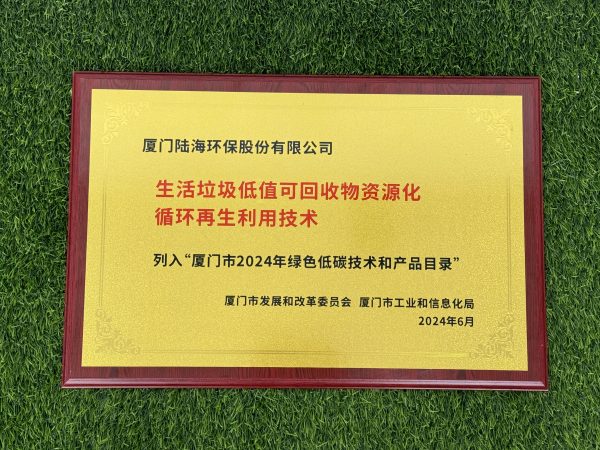 厦门陆海环保股份有限公司
生活垃圾低值可回收物资源化
循环再生利用技术
列入“厦门市2024年绿色低碳技术和产品目录”
厦门市发展和改革委员会 厦门市工业和信息化局
2024年6月